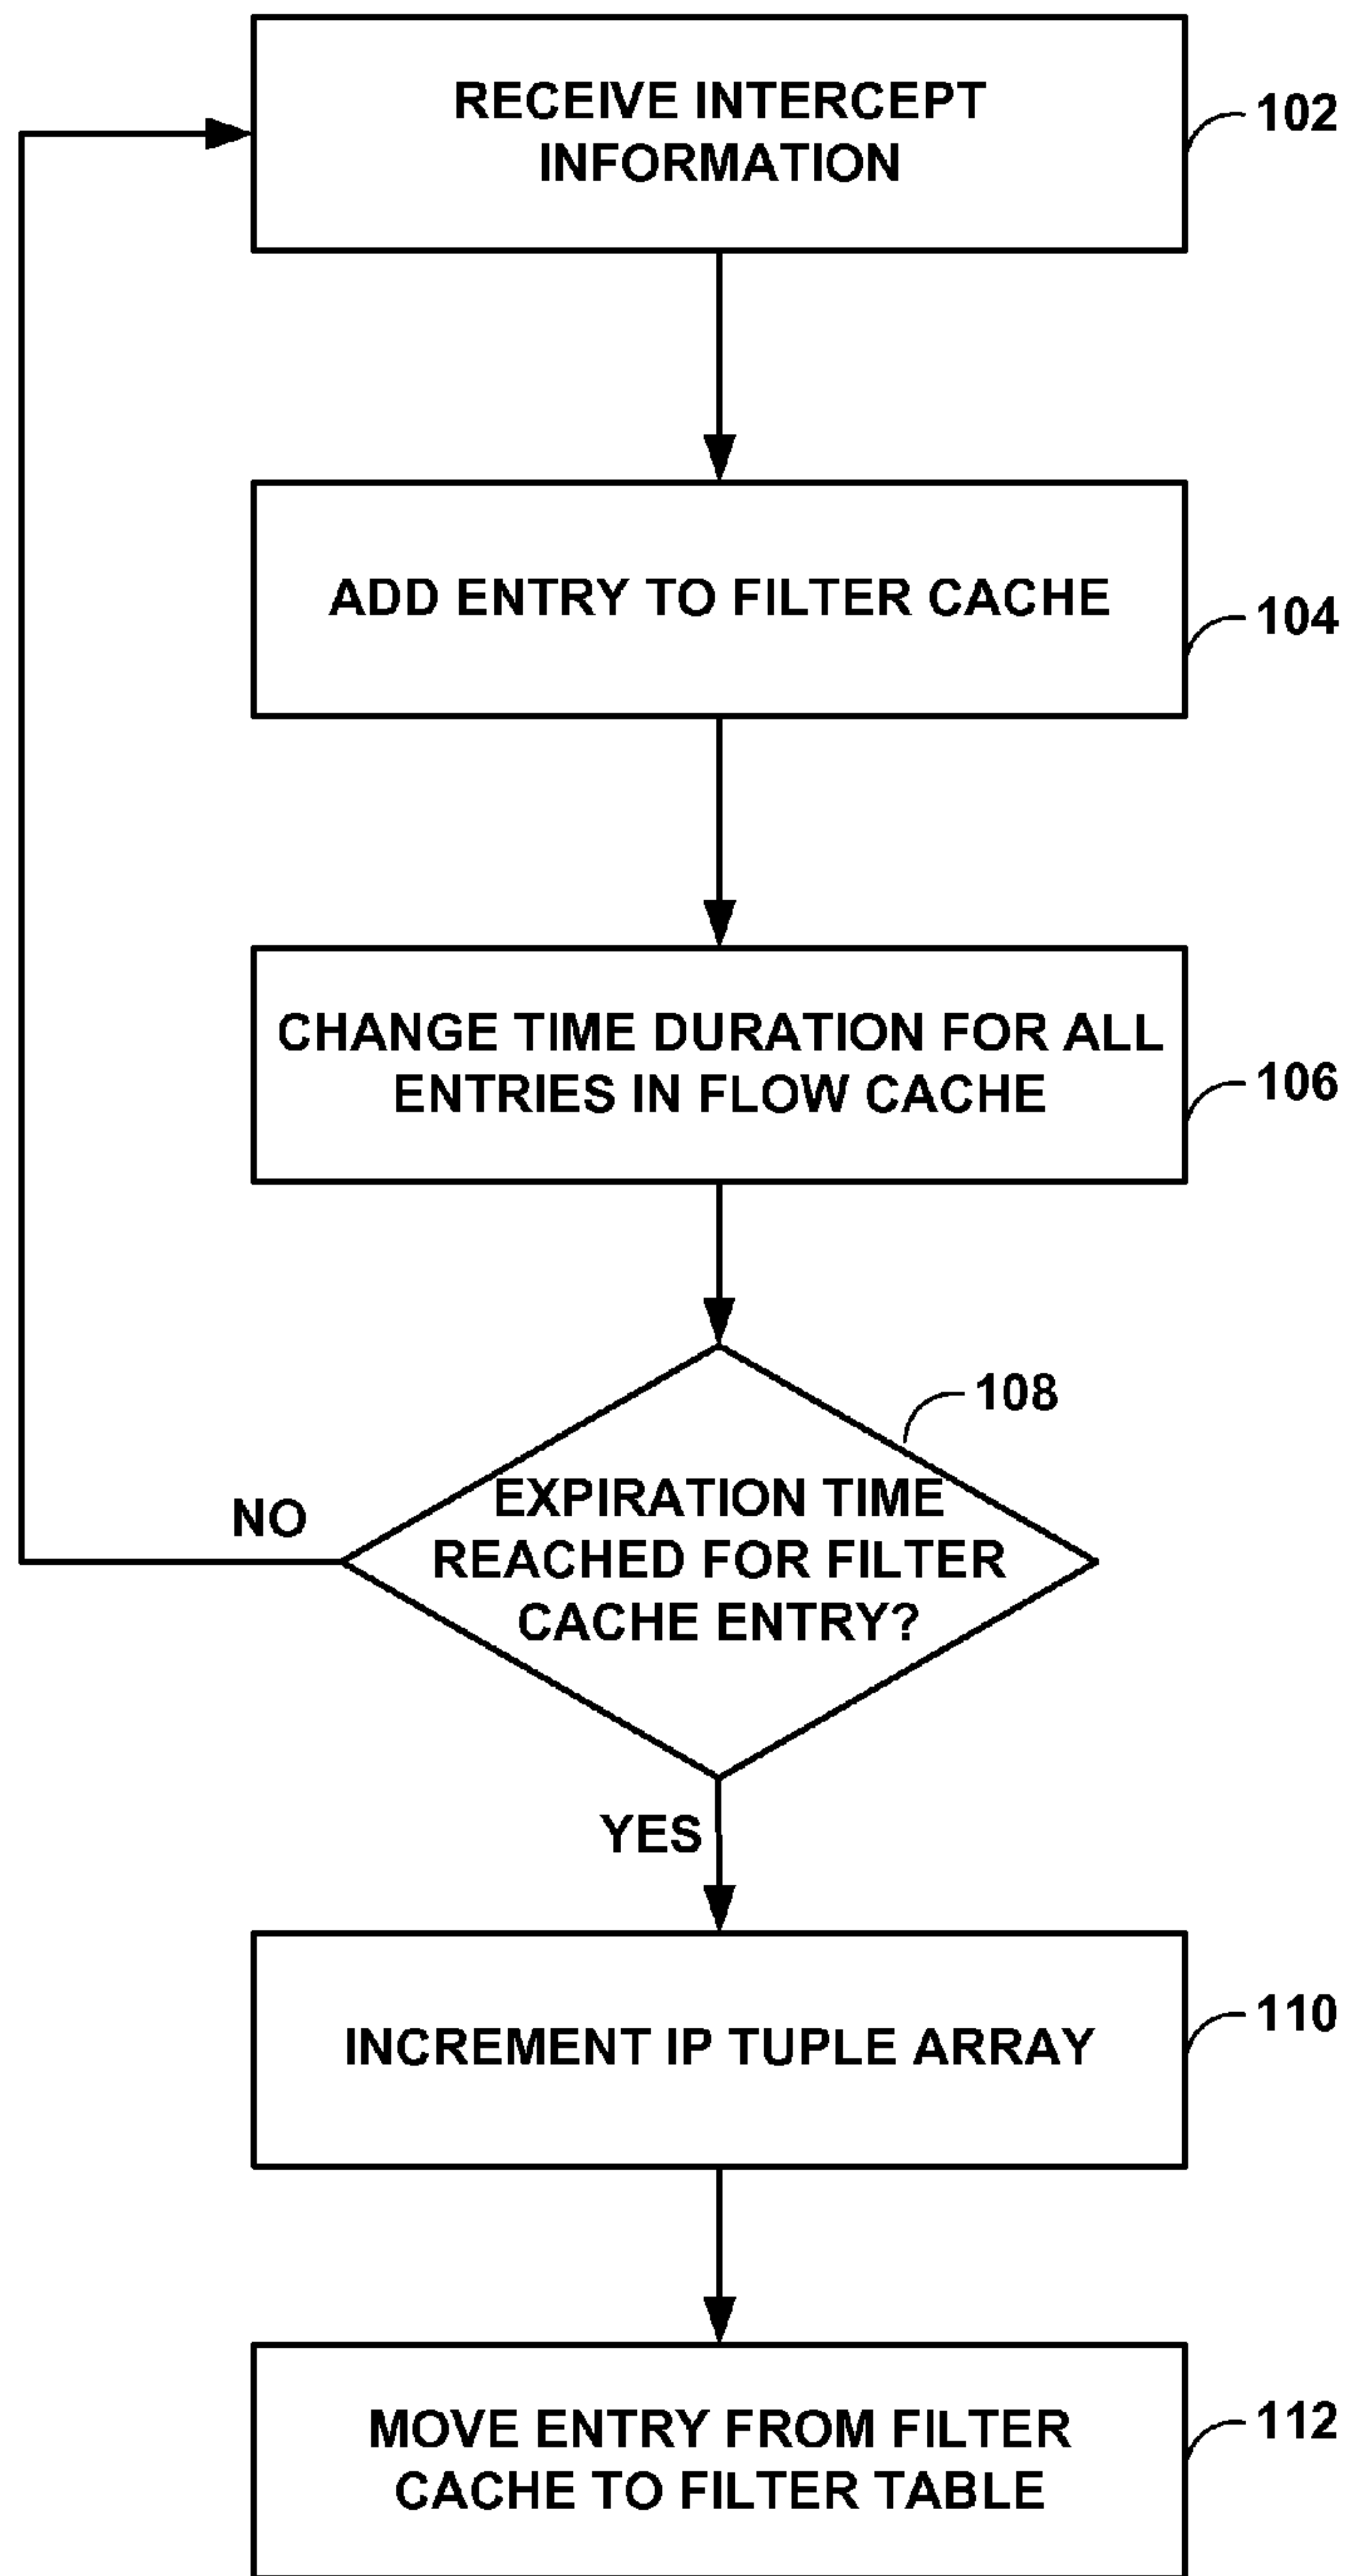 RECEIVE INTERCEPT
INFORMATION
102
ADD ENTRY TO FILTER CACHE
104
CHANGE TIME DURATION FOR ALL
ENTRIES IN FLOW CACHE
106
108
EXPIRATION TIME
REACHED FOR FILTER
CACHE ENTRY?
NO
YES
INCREMENT IP TUPLE ARRAY
110
MOVE ENTRY FROM FILTER
CACHE TO FILTER TABLE
112